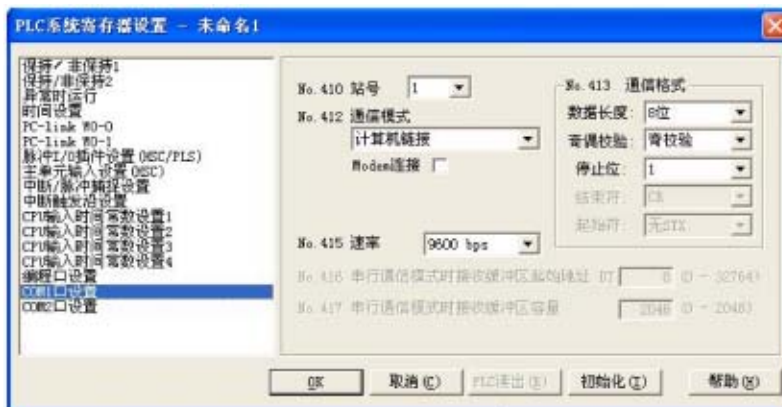 PLC系统寄存器设置 - 未命名1
保持/非保持1
保持/非保持2
异常时运行
时间设置
PC-link W0-0
PC-link W0-1
脉冲I/O插件设置(HSC/PLS)
主单元输入设置(HSC)
中断/脉冲捕捉设置
中断触发沿设置
CPU输入时间常数设置1
CPU输入时间常数设置2
CPU输入时间常数设置3
CPU输入时间常数设置4
编程口设置
COM1口设置
COM2口设置
No.410 站号 1
No.412 通信模式
计算机链接
Modem连接
No.415 速率 9600 bps
No.413 通信格式
数据长度: 8位
奇偶校验: 奇校验
停止位: 1
结束符: CR
起始符: 无STX
No.416 串行通信模式时接收缓冲区起始地址 DT 0 (0 - 32764)
No.417 串行通信模式时接收缓冲区容量 2048 (0 - 2048)
OK
取消(C)
PLC读出(R)
初始化(I)
帮助(H)